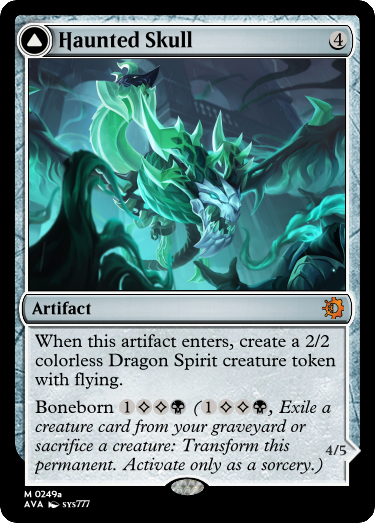 Haunted Skull 4
Artifact
When this artifact enters, create a 2/2
colorless Dragon Spirit creature token
with flying.
Boneborn 1 (1, Exile a
creature card from your graveyard or
sacrifice a creature: Transform this
permanent. Activate only as a sorcery.)
4/5
M 0249a
AVA sys777